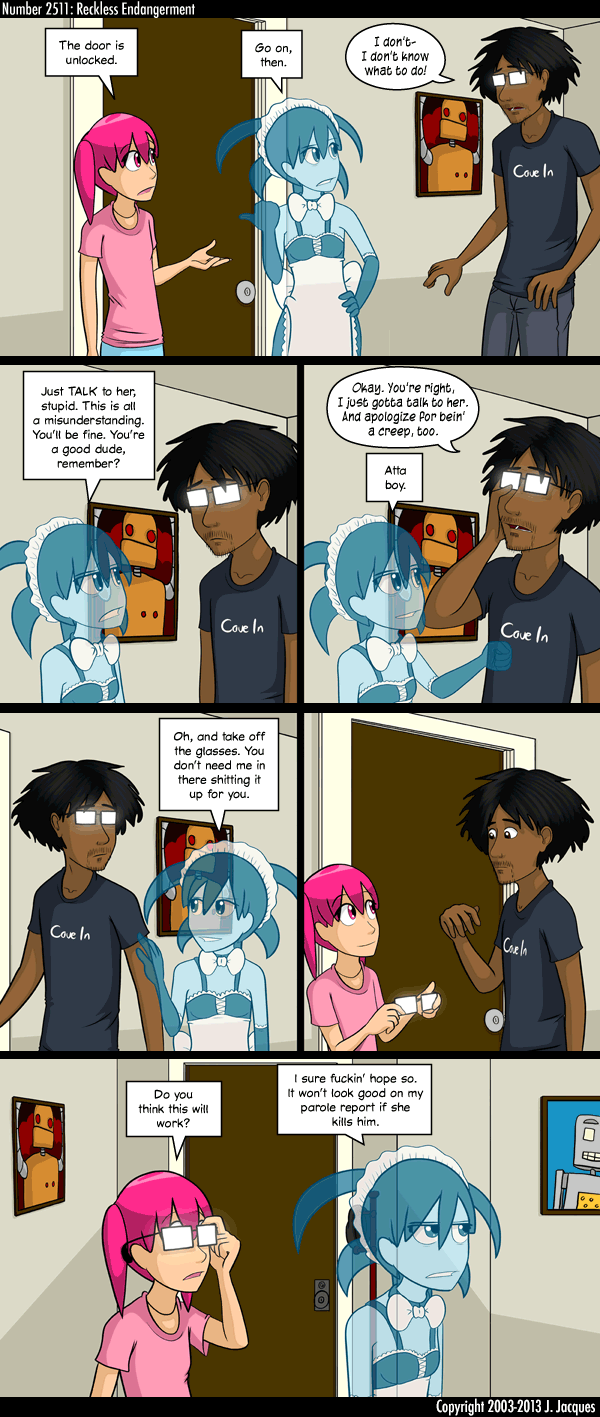 Number 2511: Reckless Endangerment
The door is
unlocked.
Go on,
then.
I don't-
I don't know
what to do!
Cave In
Just TALK to her,
stupid. This is all
a misunderstanding.
You'll be fine. You're
a good dude,
remember?
Cave In
Okay. You're right,
I just gotta talk to her.
And apologize for bein'
a creep, too.
Atta
boy.
Cave In
Oh, and take off
the glasses. You
don't need me in
there shitting it
up for you.
Cave In
Cave In
Do you
think this will
work?
I sure fuckin' hope so.
It won't look good on my
parole report if she
kills him.
Copyright 2003-2013 J. Jacques